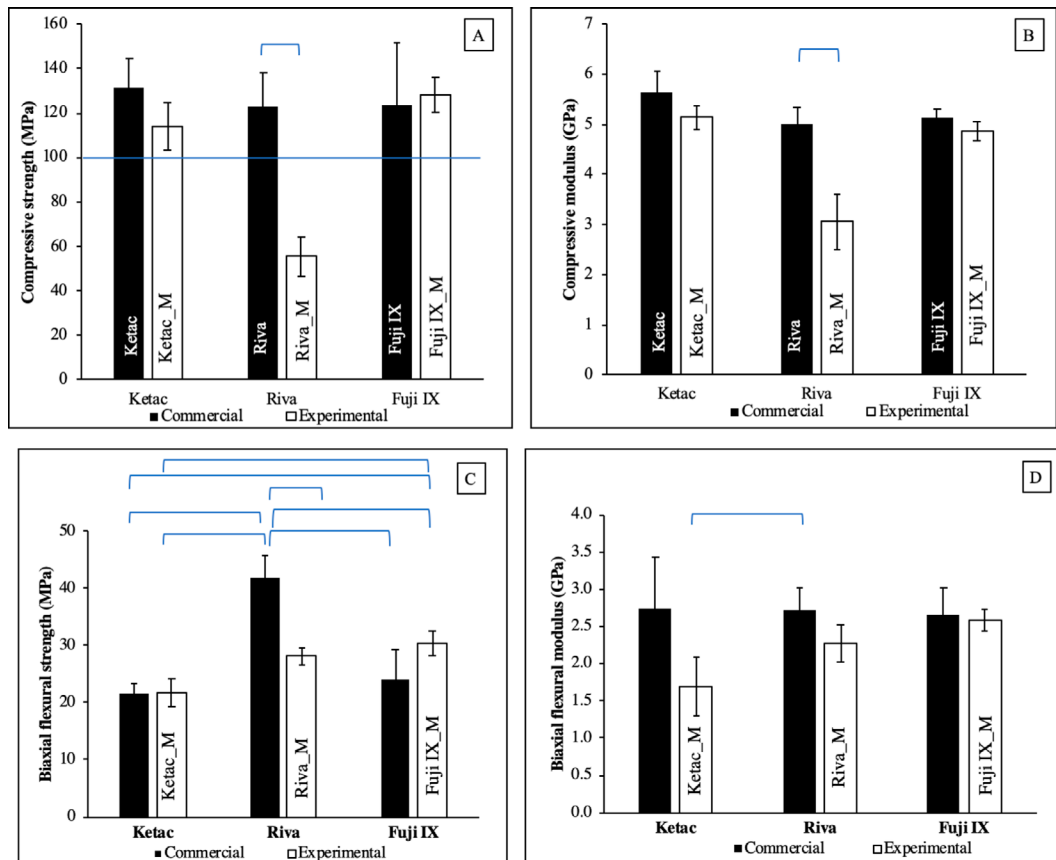 A
Compressive strength (MPa)
160
140
120
100
80
60
40
20
0
Ketac
Ketac_M
Riva
Riva_M
Fuji IX
Fuji IX_M
Ketac Riva Fuji IX
■Commercial □Experimental
B
Compressive modulus (GPa)
7
6
5
4
3
2
1
0
Ketac
Ketac_M
Riva
Riva_M
Fuji IX
Fuji IX_M
Ketac Riva Fuji IX
■Commercial □Experimental
C
Biaxial flexural strength (MPa)
50
40
30
20
10
0
Ketac_M
Riva_M
Fuji IX_M
Ketac Riva Fuji IX
■Commercial □Experimental
D
Biaxial flexural modulus (GPa)
4.0
3.5
3.0
2.5
2.0
1.5
1.0
0.5
0.0
Ketac_M
Riva_M
Fuji IX_M
Ketac Riva Fuji IX
■Commercial □Experimental